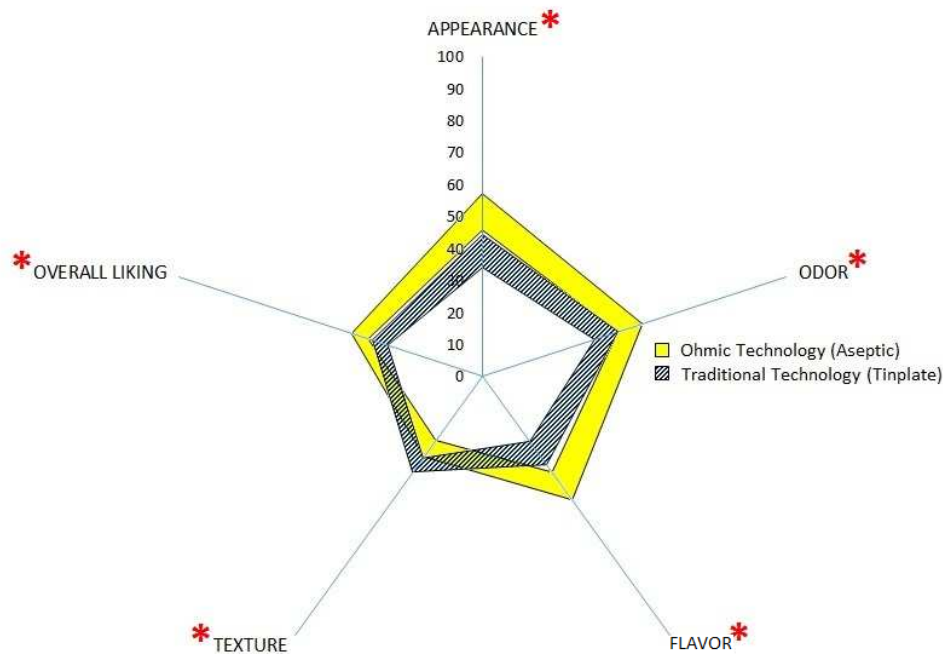 APPEARANCE *
100
90
80
70
60
50
40
30
20
10
0
* OVERALL LIKING
ODOR *
Ohmic Technology (Aseptic)
Traditional Technology (Tinplate)
* TEXTURE
FLAVOR *